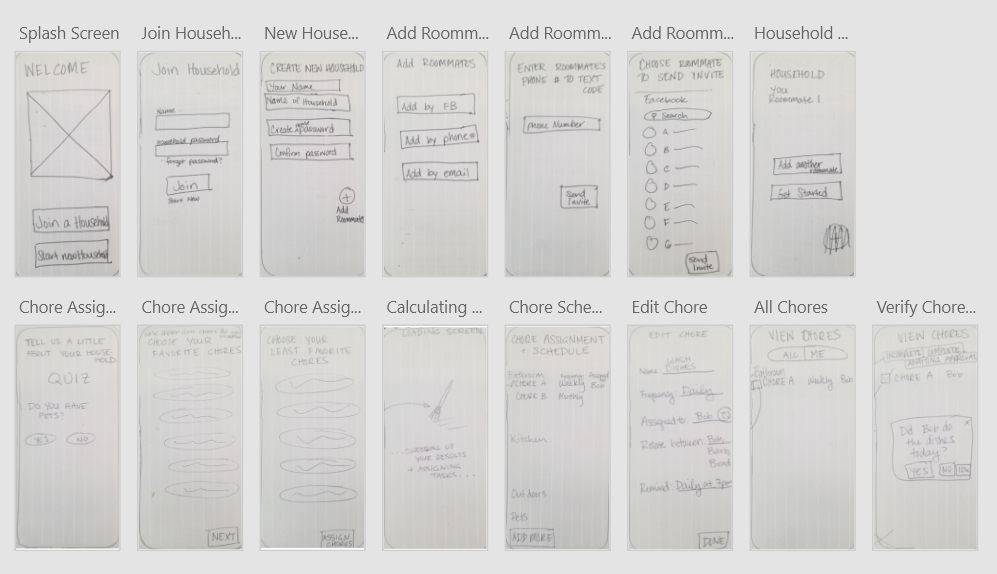 Splash Screen
Join Househ...
New House...
Add Roomm...
Add Roomm...
Add Roomm...
Household ...
WELCOME
Join a Household
Start new Household
Join Household
Name
household password
forgot password?
Join
Start New
CREATE NEW HOUSEHOLD
Your Name
Name of Household
Create password
Confirm password
+
Add
Roommate
Add ROOMMATES
Add by FB
Add by phone#
Add by email
ENTER ROOMMATE'S
PHONE # TO TEXT
CODE
Phone Number
Send
Invite
CHOOSE ROOMMATE
TO SEND INVITE
Facebook
Search
A
B
C
D
E
F
G
Send
Invite
HOUSEHOLD
You
Roommate 1
Add another
roommate
Get Started
Chore Assig...
Chore Assig...
Chore Assig...
Calculating ...
Chore Sche...
Edit Chore
All Chores
Verify Chore...
TELL US A LITTLE
ABOUT YOUR HOUSE-
HOLD
QUIZ
DO YOU HAVE
PETS?
YES NO
CHOOSE YOUR
FAVORITE CHORES
NEXT
CHOOSE YOUR
LEAST FAVORITE
CHORES
ASSIGN
CHORES
LOADING SCREEN
...SWEEPING UP
YOUR RESULTS
+ ASSIGNING
TASKS....
CHORE ASSIGNMENT
+ SCHEDULE
Bathroom
CHORE A Weekly Bob
CHORE B Monthly
Kitchen
Outdoors
Pets
ADD MORE
EDIT CHORE
Name WASH
DISHES
Frequency Daily
Assigned to: Bob
Rotate between: Bob
Barb
Brad
Remind: Daily at 7pm
DONE
VIEW CHORES
ALL ME
Bathroom
CHORE A Weekly Bob
VIEW CHORES
INCOMPLETE COMPLETE
CHORE A Bob
x
Did Bob do
the dishes
today?
YES NO